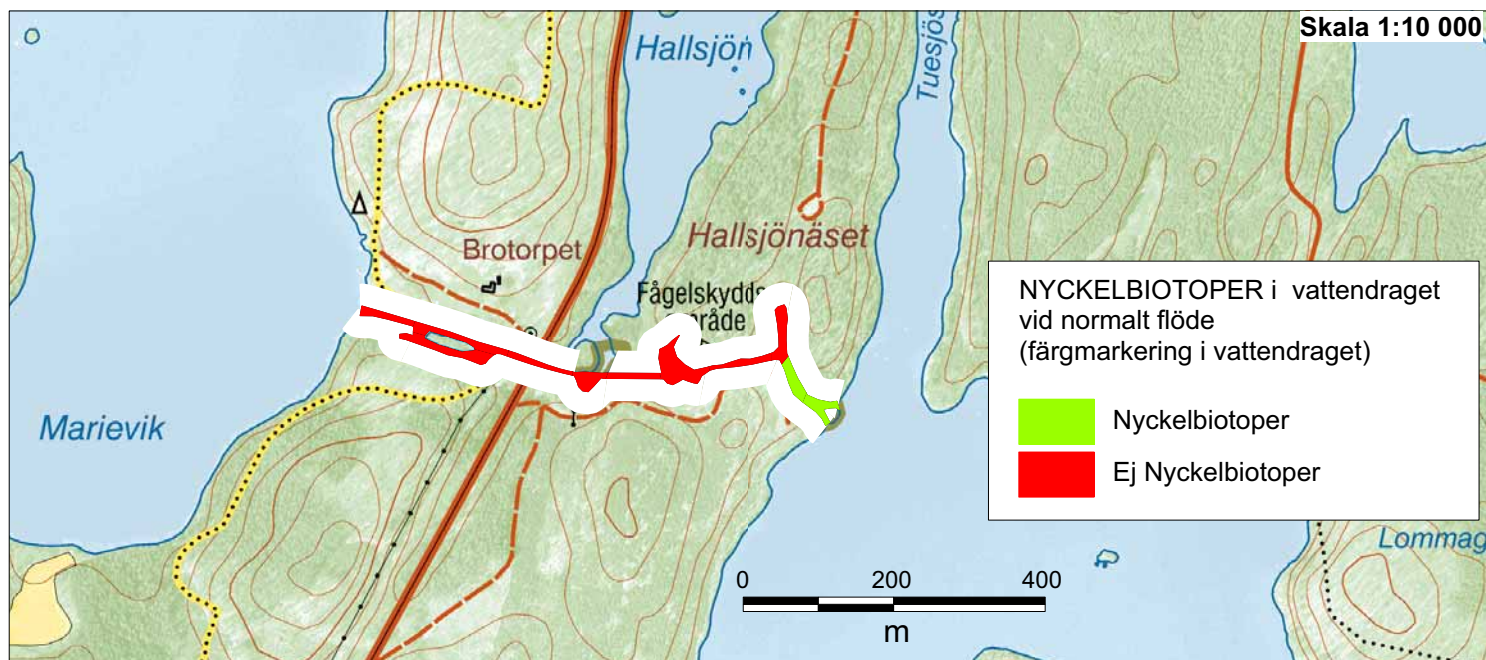 Skala 1:10 000
Hallsjön
Tuesjös
Hallsjönäset
Brotorpet
Fågelskydds
område
NYCKELBIOTOPER i vattendraget
vid normalt flöde
(färgmarkering i vattendraget)
Nyckelbiotoper
Ej Nyckelbiotoper
Marievik
Lommag
0 200 400
m